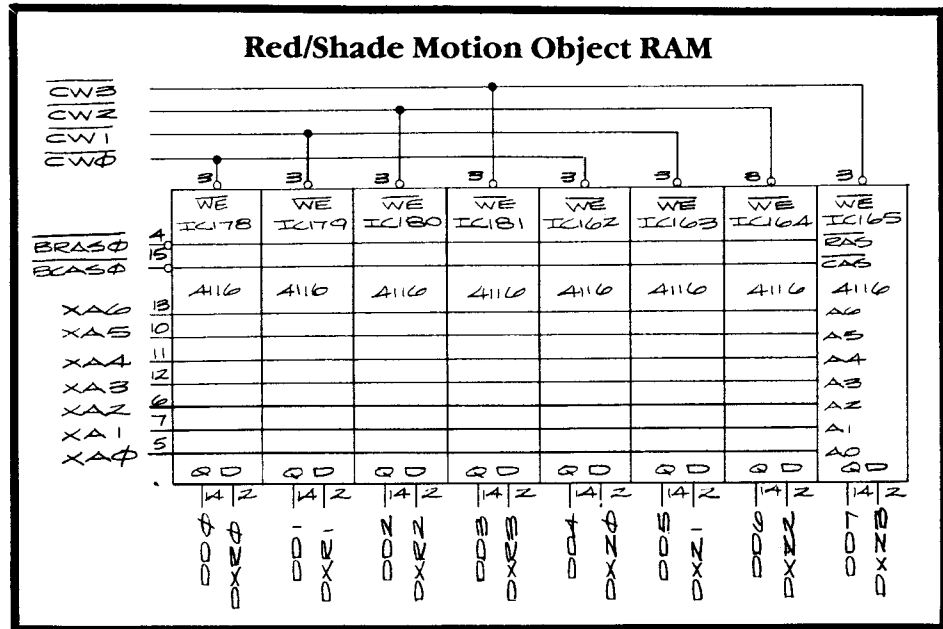 Red/Shade Motion Object RAM
CW3
CW2
CW1
CWφ
3 3 3 3 3 3 8 3
WE WE WE WE WE WE WE WE
IC178 IC179 IC180 IC181 IC162 IC163 IC164 IC165
BRASφ 4 RAS
BCASφ 15 CAS
4116 4116 4116 4116 4116 4116 4116 4116
XA6 13 A6
XA5 10 A5
XA4 11 A4
XA3 12 A3
XA2 6 A2
XA1 7 A1
XAφ 5 A0
Q D Q D Q D Q D Q D Q D Q D Q D
14 2 14 2 14 2 14 2 14 2 14 2 14 2 14 2
DDφ DXRφ DD1 DXR1 DD2 DXR2 DD3 DXR3 DD4 DXZφ DD5 DXZ1 DD6 DXZ2 DD7 DXZ3